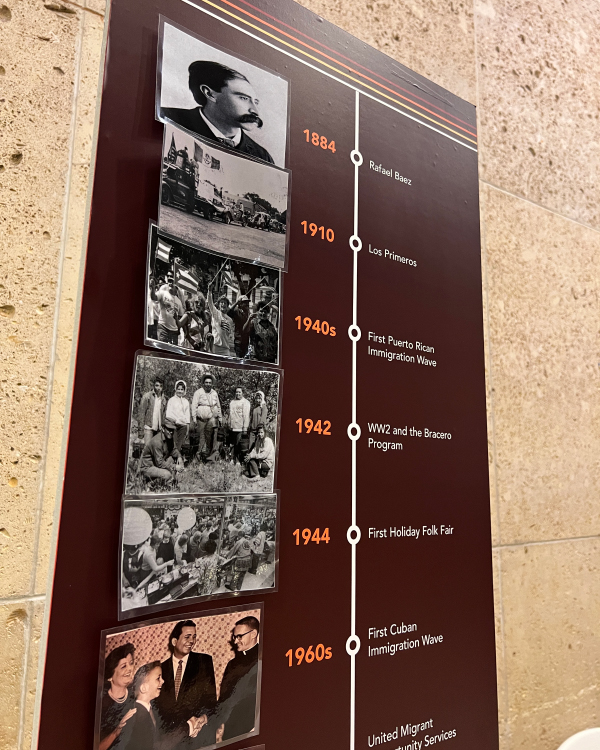 1884
Rafael Baez
1910
Los Primeros
1940s
First Puerto Rican
Immigration Wave
1942
WW2 and the Bracero
Program
1944
First Holiday Folk Fair
1960s
First Cuban
Immigration Wave
United Migrant
Services